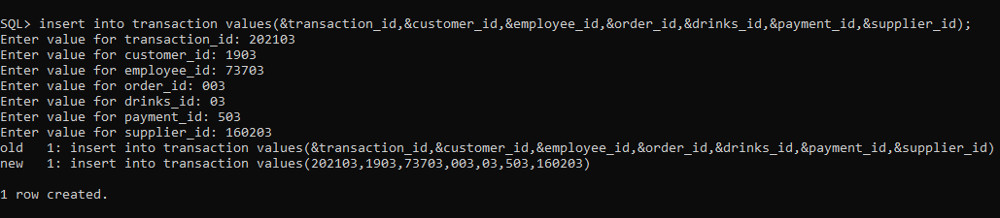 SQL> insert into transaction values(&transaction_id,&customer_id,&employee_id,&order_id,&drinks_id,&payment_id,&supplier_id);
Enter value for transaction_id: 202103
Enter value for customer_id: 1903
Enter value for employee_id: 73703
Enter value for order_id: 003
Enter value for drinks_id: 03
Enter value for payment_id: 503
Enter value for supplier_id: 160203
old   1: insert into transaction values(&transaction_id,&customer_id,&employee_id,&order_id,&drinks_id,&payment_id,&supplier_id)
new   1: insert into transaction values(202103,1903,73703,003,03,503,160203)
1 row created.